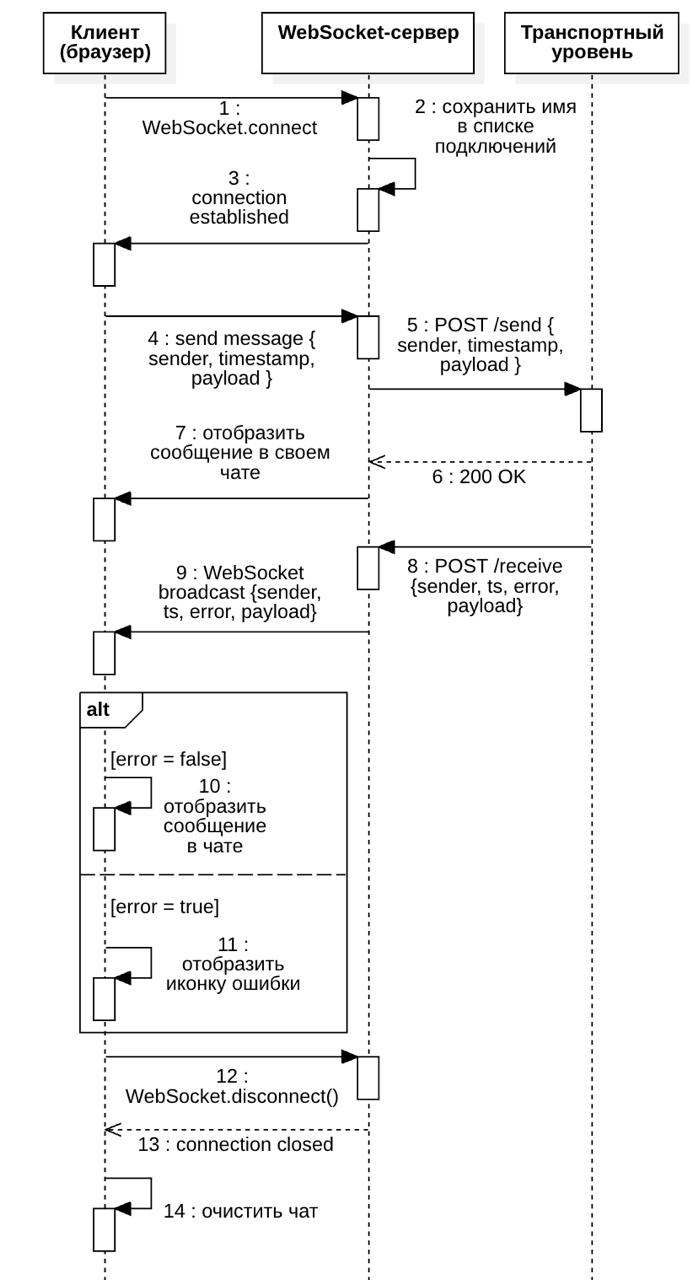 Клиент
(браузер)
WebSocket-сервер
Транспортный
уровень
1 :
WebSocket.connect
2 : сохранить имя
в списке
подключений
3 :
connection
established
4 : send message {
sender, timestamp,
payload }
5 : POST /send {
sender, timestamp,
payload }
6 : 200 OK
7 : отобразить
сообщение в своем
чате
8 : POST /receive
{sender, ts, error,
payload}
9 : WebSocket
broadcast {sender,
ts, error, payload}
alt
[error = false]
10 :
отобразить
сообщение
в чате
[error = true]
11 :
отобразить
иконку ошибки
12 :
WebSocket.disconnect()
13 : connection closed
14 : очистить чат